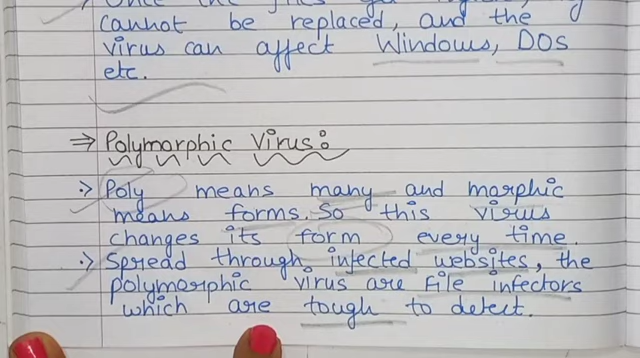 cannot be replaced, and the
virus can affect Windows, DOS
etc.
⇒ Polymorphic Virus:
:> Poly means many and morphic
means forms. So this virus
changes its form every time.
:> Spread through infected websites, the
polymorphic virus are file infectors
which are tough to detect.